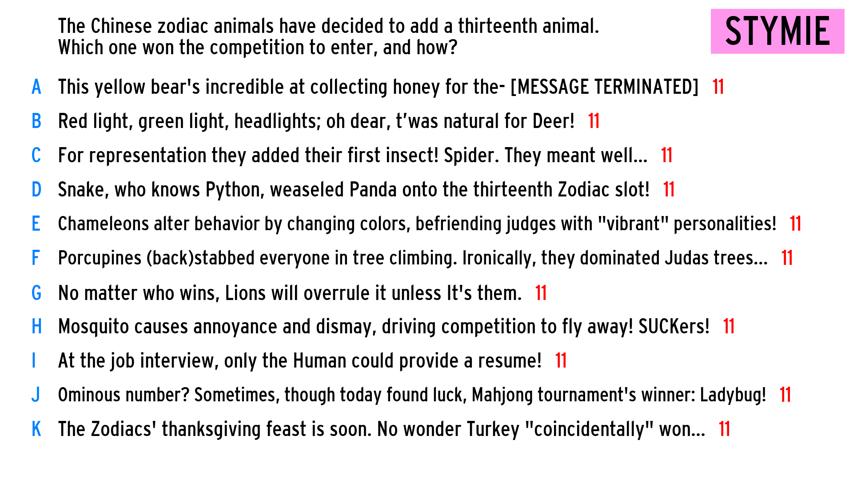 The Chinese zodiac animals have decided to add a thirteenth animal.
Which one won the competition to enter, and how?
STYMIE
A This yellow bear's incredible at collecting honey for the- [MESSAGE TERMINATED] 11
B Red light, green light, headlights; oh dear, t'was natural for Deer! 11
C For representation they added their first insect! Spider. They meant well... 11
D Snake, who knows Python, weaseled Panda onto the thirteenth Zodiac slot! 11
E Chameleons alter behavior by changing colors, befriending judges with "vibrant" personalities! 11
F Porcupines (back)stabbed everyone in tree climbing. Ironically, they dominated Judas trees... 11
G No matter who wins, Lions will overrule it unless It's them. 11
H Mosquito causes annoyance and dismay, driving competition to fly away! SUCKers! 11
I At the job interview, only the Human could provide a resume! 11
J Ominous number? Sometimes, though today found luck, Mahjong tournament's winner: Ladybug! 11
K The Zodiacs' thanksgiving feast is soon. No wonder Turkey "coincidentally" won... 11